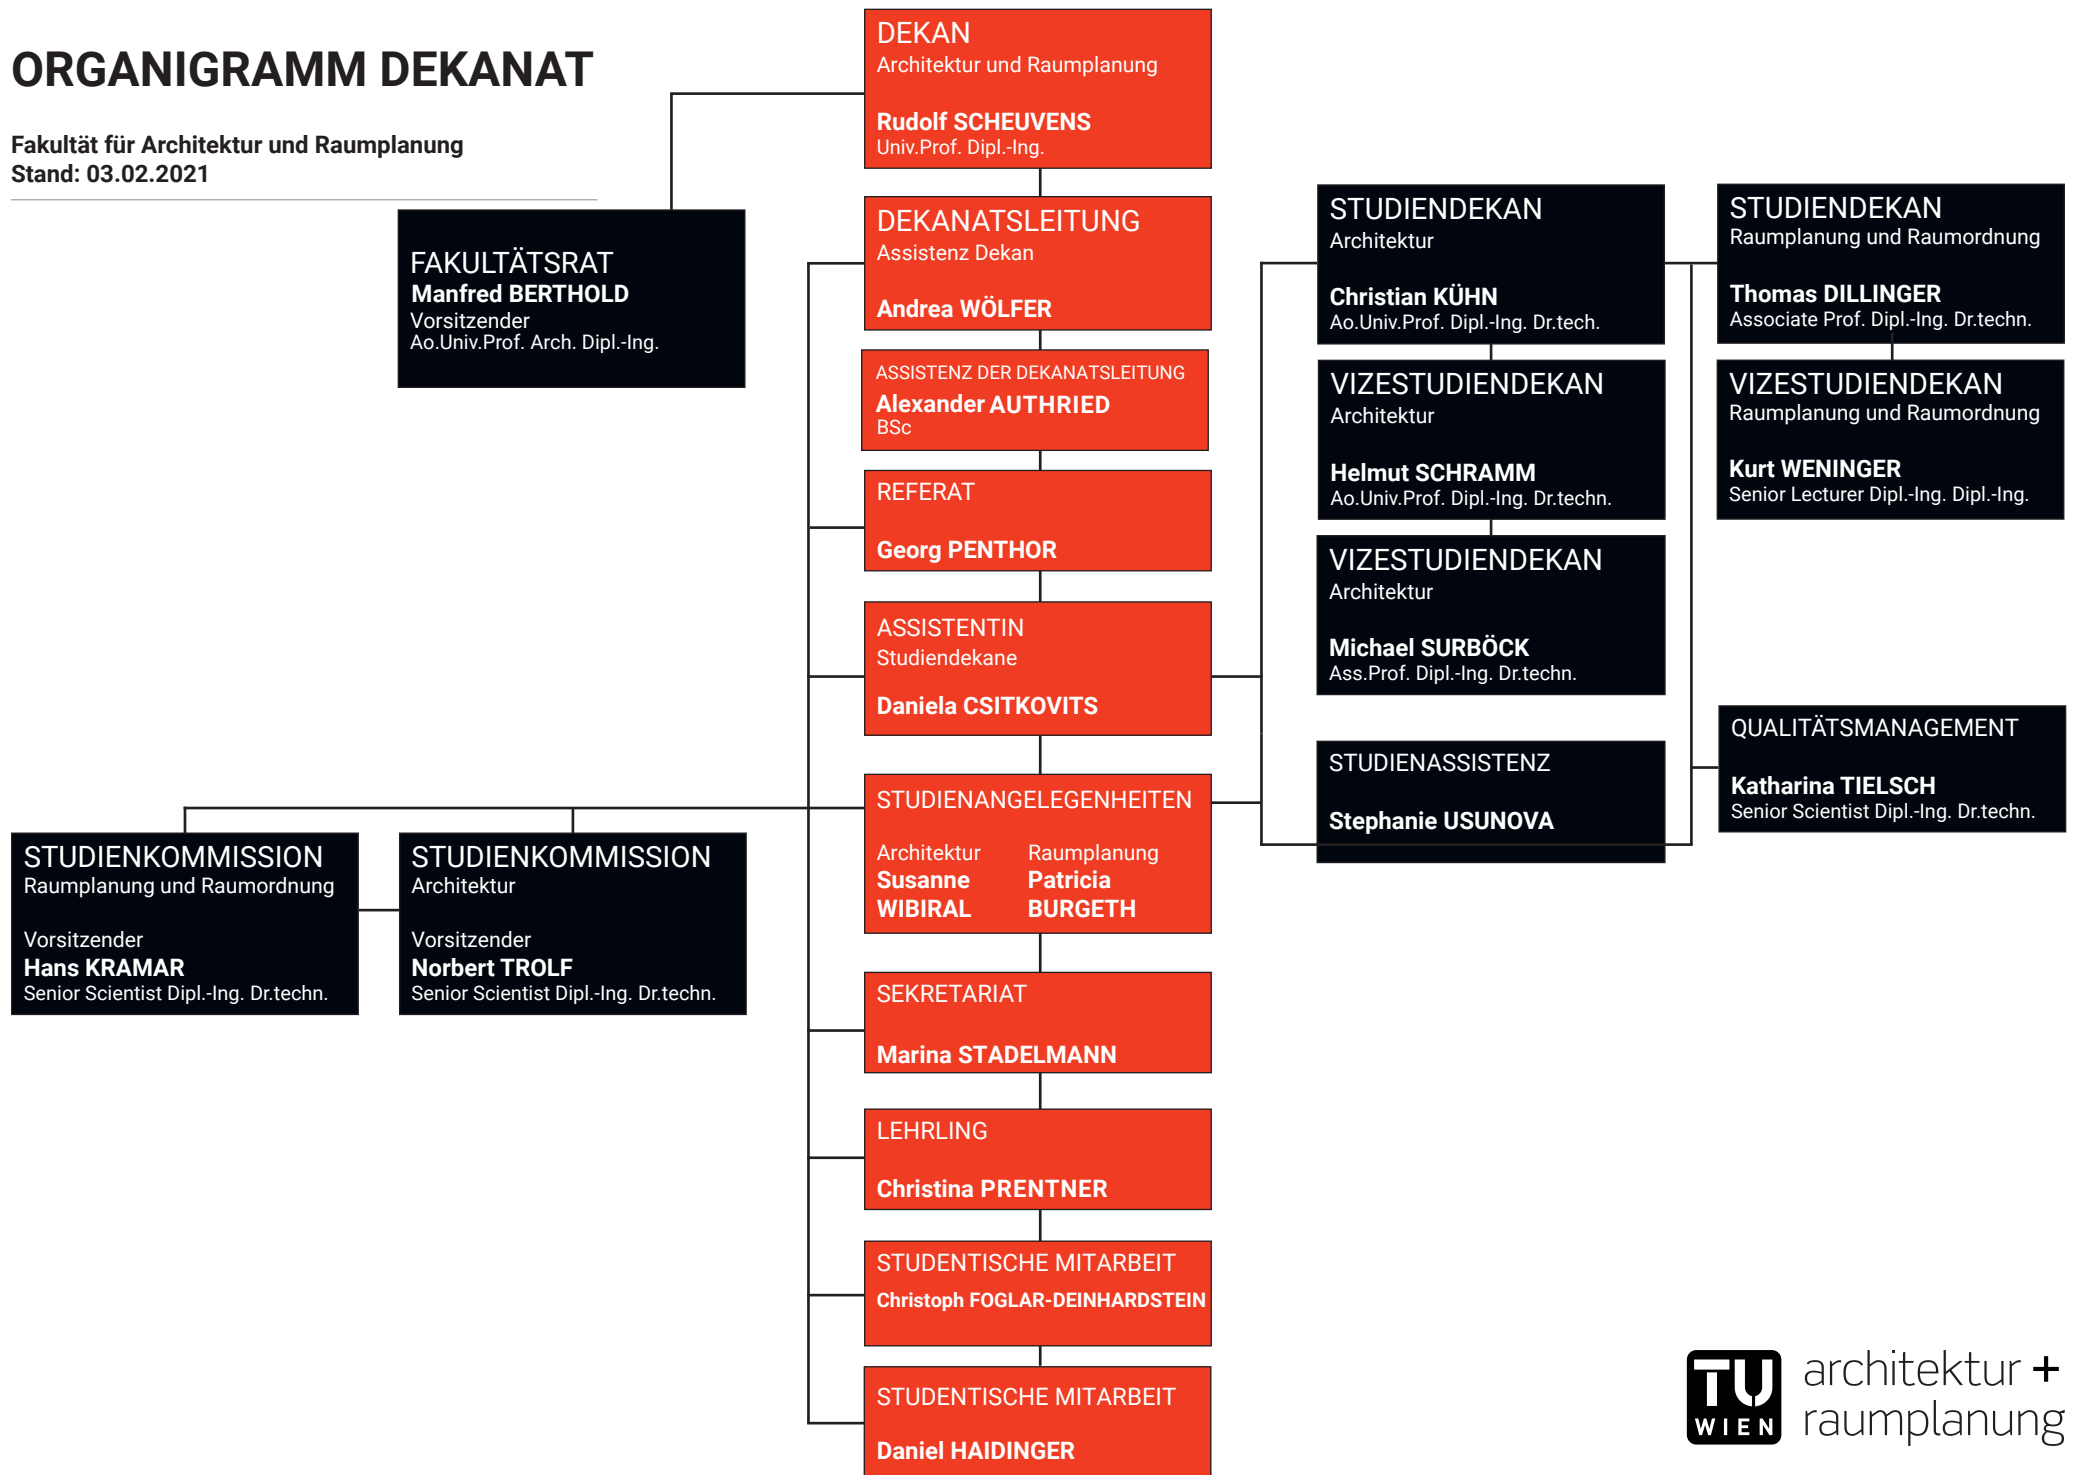 ORGANIGRAMM DEKANAT
Fakultät für Architektur und Raumplanung
Stand: 03.02.2021
DEKAN
Architektur und Raumplanung
Rudolf SCHEUVENS
Univ.Prof. Dipl.-Ing.
FAKULTÄTSRAT
Manfred BERTHOLD
Vorsitzender
Ao.Univ.Prof. Arch. Dipl.-Ing.
DEKANATSLEITUNG
Assistenz Dekan
Andrea WÖLFER
ASSISTENZ DER DEKANATSLEITUNG
Alexander AUTHRIED
BSc
REFERAT
Georg PENTHOR
ASSISTENTIN
Studiendekane
Daniela CSITKOVITS
STUDIENDEKAN
Architektur
Christian KÜHN
Ao.Univ.Prof. Dipl.-Ing. Dr.tech.
VIZESTUDIENDEKAN
Architektur
Helmut SCHRAMM
Ao.Univ.Prof. Dipl.-Ing. Dr.techn.
VIZESTUDIENDEKAN
Architektur
Michael SURBÖCK
Ass.Prof. Dipl.-Ing. Dr.techn.
STUDIENASSISTENZ
Stephanie USUNOVA
STUDIENDEKAN
Raumplanung und Raumordnung
Thomas DILLINGER
Associate Prof. Dipl.-Ing. Dr.techn.
VIZESTUDIENDEKAN
Raumplanung und Raumordnung
Kurt WENINGER
Senior Lecturer Dipl.-Ing. Dipl.-Ing.
QUALITÄTSMANAGEMENT
Katharina TIELSCH
Senior Scientist Dipl.-Ing. Dr.techn.
STUDIENKOMMISSION
Raumplanung und Raumordnung
Vorsitzender
Hans KRAMAR
Senior Scientist Dipl.-Ing. Dr.techn.
STUDIENKOMMISSION
Architektur
Vorsitzender
Norbert TROLF
Senior Scientist Dipl.-Ing. Dr.techn.
STUDIENANGELEGENHEITEN
Architektur Raumplanung
Susanne Patricia
WIBIRAL BURGETH
SEKRETARIAT
Marina STADELMANN
LEHRLING
Christina PRENTNER
STUDENTISCHE MITARBEIT
Christoph FOGLAR-DEINHARDSTEIN
STUDENTISCHE MITARBEIT
Daniel HAIDINGER
TU
WIEN
architektur +
raumplanung